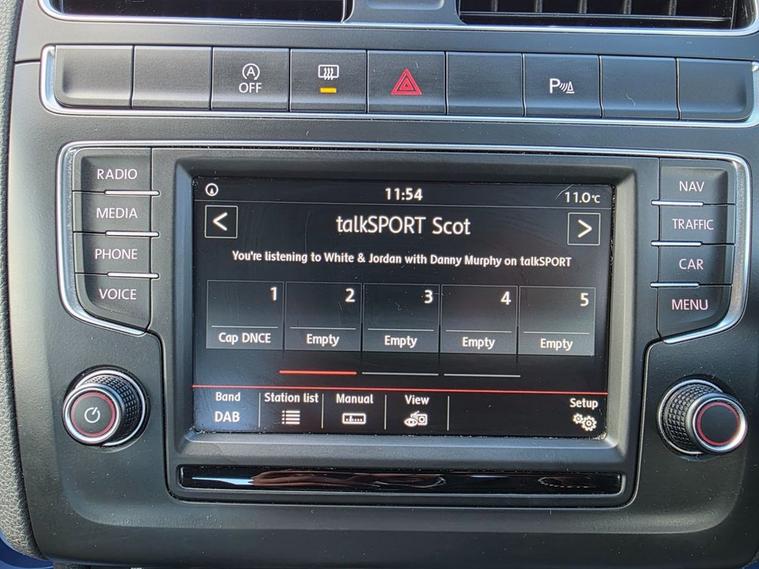 A
OFF
P
RADIO
MEDIA
PHONE
VOICE
NAV
TRAFFIC
CAR
MENU
11:54
11.0°C
<
talkSPORT Scot
>
You're listening to White & Jordan with Danny Murphy on talkSPORT
1 2 3 4 5
Cap DNCE Empty Empty Empty Empty
Band Station list Manual View Setup
DAB